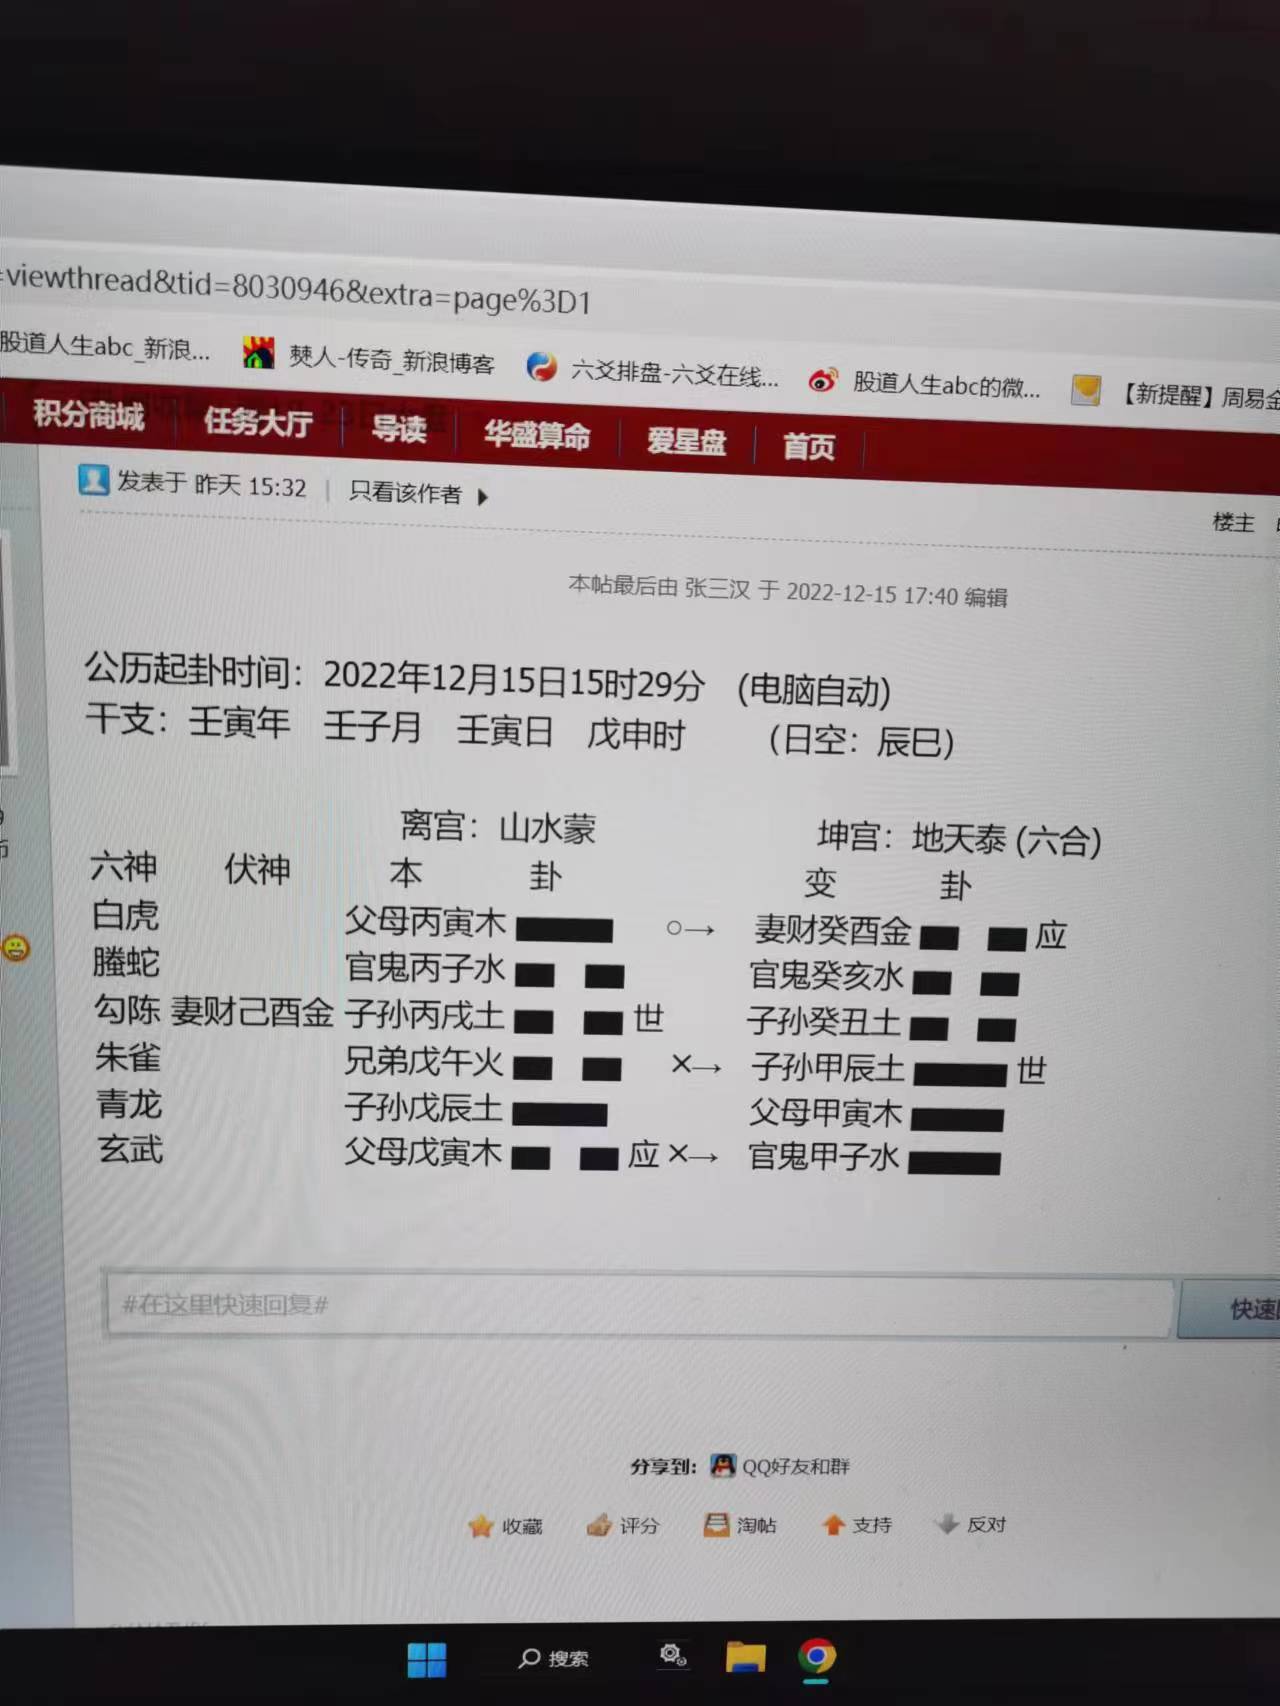 =viewthread&tid=8030946&extra=page%3D1
股道人生abc_新浪... 僰人-传奇_新浪博客 六爻排盘-六爻在线... 股道人生abc的微... 【新提醒】周易金
积分商城 任务大厅 导读 华盛算命 爱星盘 首页
发表于 昨天 15:32 | 只看该作者
楼主
本帖最后由 张三汉 于 2022-12-15 17:40 编辑
公历起卦时间：2022年12月15日15时29分 (电脑自动)
干支：壬寅年 壬子月 壬寅日 戊申时 （日空：辰巳）
离宫：山水蒙 坤宫：地天泰 (六合)
六神 伏神 本 卦 变 卦
白虎 父母丙寅木 ○→ 妻财癸酉金 应
螣蛇 官鬼丙子水 官鬼癸亥水
勾陈 妻财己酉金 子孙丙戌土 世 子孙癸丑土
朱雀 兄弟戊午火 ×→ 子孙甲辰土 世
青龙 子孙戊辰土 父母甲寅木
玄武 父母戊寅木 应 ×→ 官鬼甲子水
#在这里快速回复# 快速
分享到: QQ好友和群
收藏 评分 淘帖 支持 反对
搜索